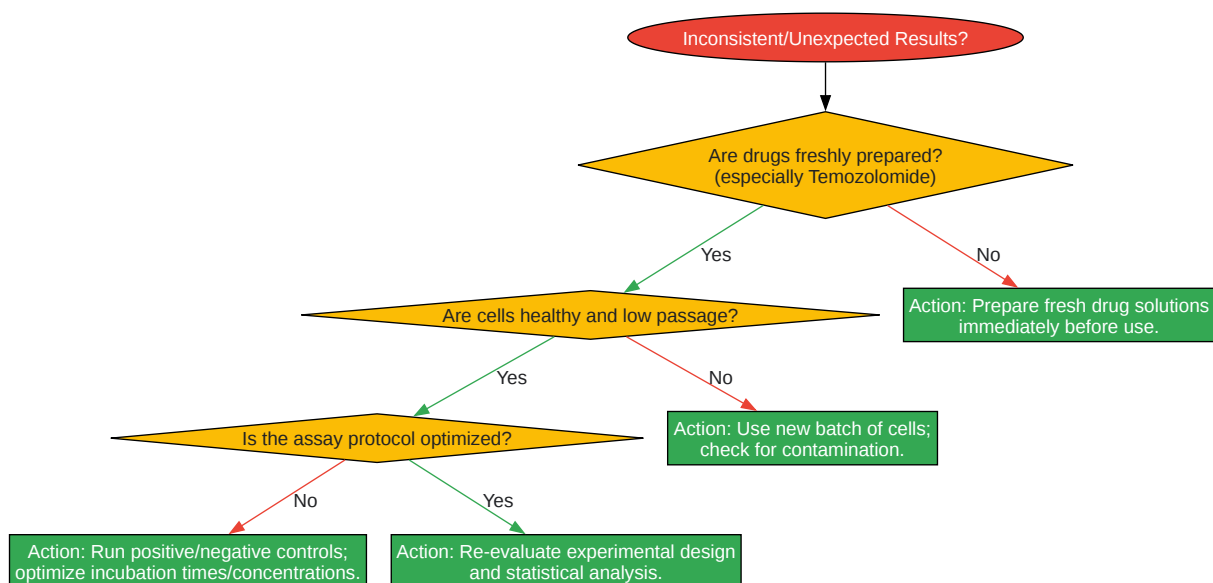 Inconsistent/Unexpected Results?
Are drugs freshly prepared?
(especially Temozolomide)
Yes
No
Action: Prepare fresh drug solutions
immediately before use.
Are cells healthy and low passage?
Yes
No
Action: Use new batch of cells;
check for contamination.
Is the assay protocol optimized?
No
Yes
Action: Run positive/negative controls;
optimize incubation times/concentrations.
Action: Re-evaluate experimental design
and statistical analysis.